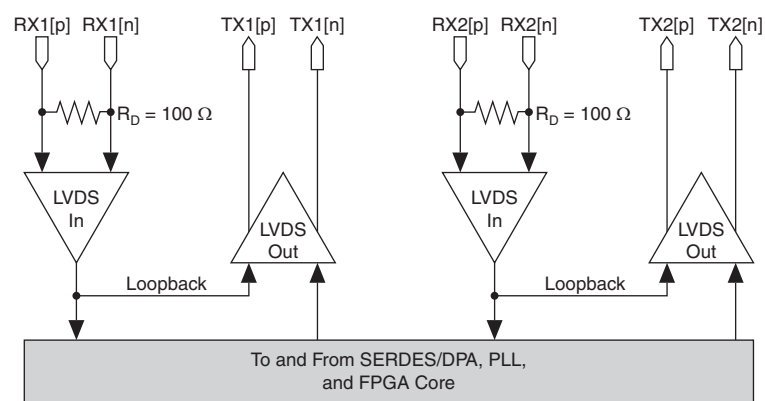 RX1[p] RX1[n] TX1[p] TX1[n] RX2[p] RX2[n] TX2[p] TX2[n]
R_D = 100 Ω R_D = 100 Ω
LVDS
In
LVDS
Out
LVDS
In
LVDS
Out
Loopback Loopback
To and From SERDES/DPA, PLL,
and FPGA Core